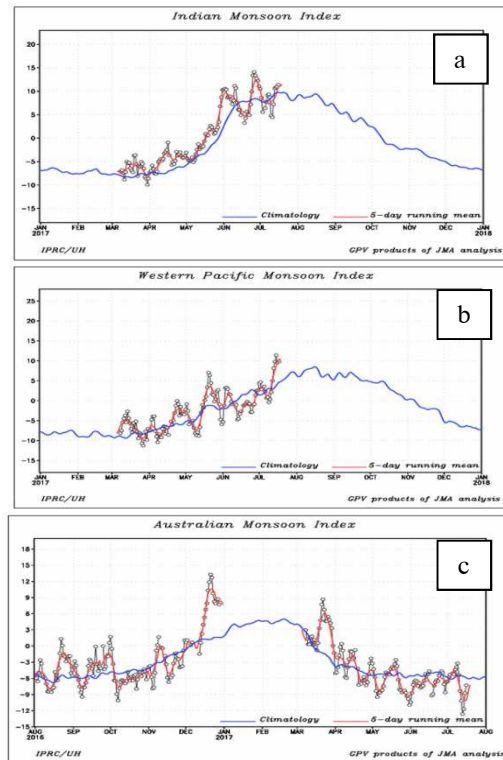 Indian Monsoon Index
a
20
15
10
5
0
-5
-10
-15
JAN FEB MAR APR MAY JUN JUL AUG SEP OCT NOV DEC JAN
2017 2018
Climatology 5-day running mean
IPRC/UH GPV products of JMA analysis
Western Pacific Monsoon Index
b
25
20
15
10
5
0
-5
-10
-15
JAN FEB MAR APR MAY JUN JUL AUG SEP OCT NOV DEC JAN
2017 2018
Climatology 5-day running mean
IPRC/UH GPV products of JMA analysis
Australian Monsoon Index
c
18
15
12
9
6
3
0
-3
-6
-9
-12
-15
AUG SEP OCT NOV DEC JAN FEB MAR APR MAY JUN JUL AUG
2016 2017
Climatology 5-day running mean
IPRC/UH GPV products of JMA analysis